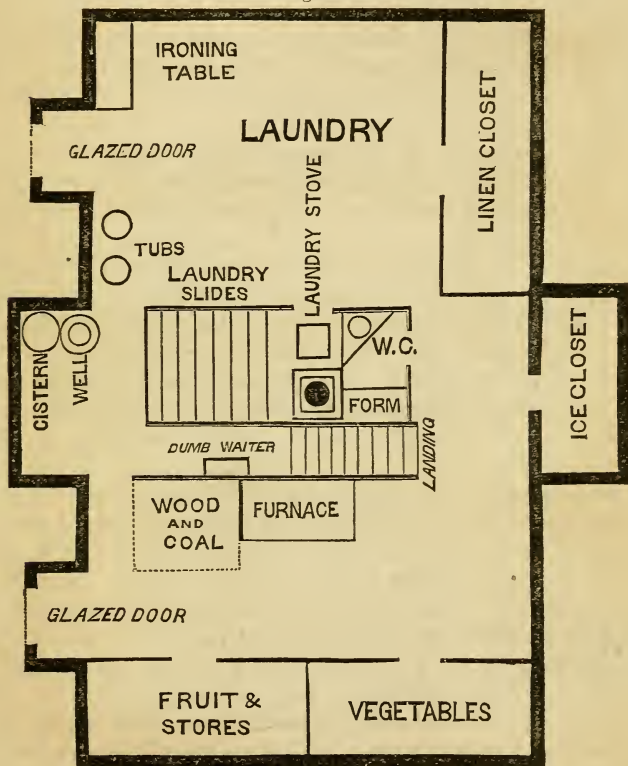 IRONING
TABLE
LAUNDRY
GLAZED DOOR
LINEN CLOSET
LAUNDRY STOVE
TUBS
LAUNDRY
SLIDES
W.C.
CISTERN
WELL
ICE CLOSET
FORM
DUMB WAITER
LANDING
WOOD
AND
COAL
FURNACE
GLAZED DOOR
FRUIT &
STORES
VEGETABLES